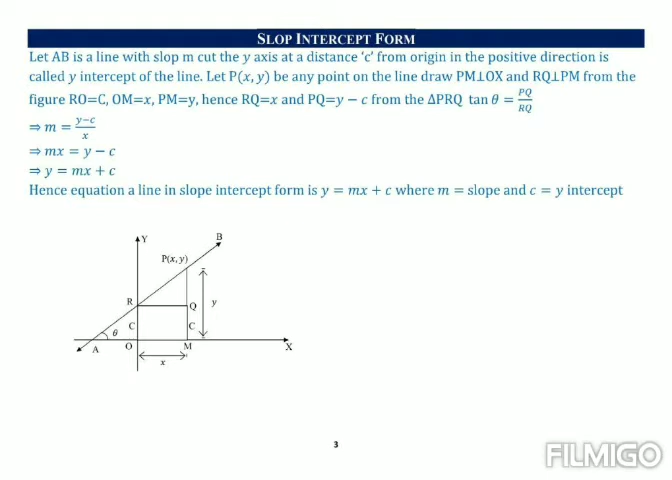 SLOP INTERCEPT FORM
Let AB is a line with slop m cut the y axis at a distance 'c' from origin in the positive direction is
called y intercept of the line. Let P(x, y) be any point on the line draw PM⊥OX and RQ⊥PM from the
figure RO=C, OM=x, PM=y, hence RQ=x and PQ=y − c from the ΔPRQ tan θ = PQ/RQ
⇒ m = y−c/x
⇒ mx = y − c
⇒ y = mx + c
Hence equation a line in slope intercept form is y = mx + c where m = slope and c = y intercept
Y
B
P(x, y)
R
Q
y
C
θ
C
A
O
M
X
x
3
FILMIGO